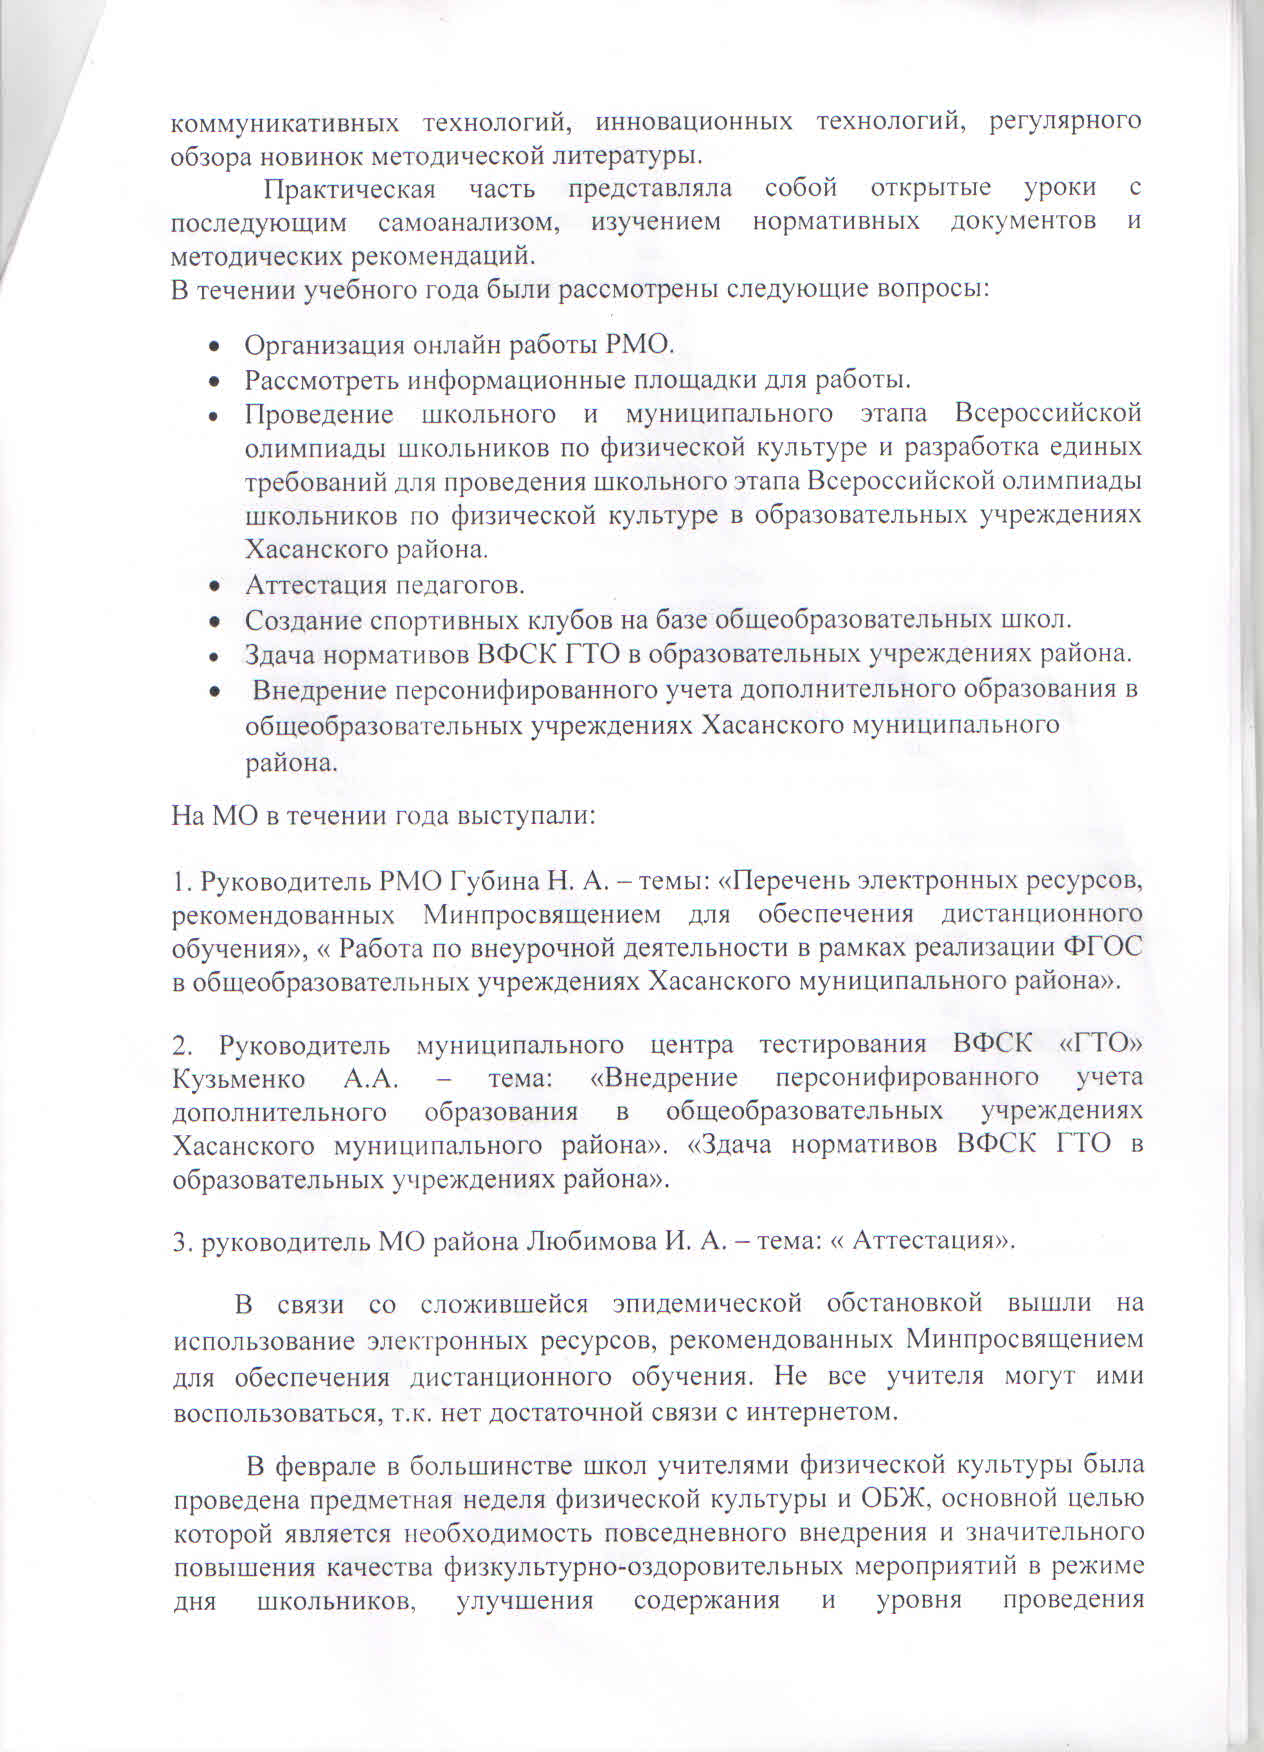 коммуникативных технологий, инновационных технологий, регулярного
обзора новинок методической литературы.
Практическая часть представляла собой открытые уроки с
последующим самоанализом, изучением нормативных документов и
методических рекомендаций.
В течении учебного года были рассмотрены следующие вопросы:
• Организация онлайн работы РМО.
• Рассмотреть информационные площадки для работы.
• Проведение школьного и муниципального этапа Всероссийской
олимпиады школьников по физической культуре и разработка единых
требований для проведения школьного этапа Всероссийской олимпиады
школьников по физической культуре в образовательных учреждениях
Хасанского района.
• Аттестация педагогов.
• Создание спортивных клубов на базе общеобразовательных школ.
• Здача нормативов ВФСК ГТО в образовательных учреждениях района.
• Внедрение персонифированного учета дополнительного образования в
общеобразовательных учреждениях Хасанского муниципального
района.
На МО в течении года выступали:
1. Руководитель РМО Губина Н. А. – темы: «Перечень электронных ресурсов,
рекомендованных Минпросвящением для обеспечения дистанционного
обучения», « Работа по внеурочной деятельности в рамках реализации ФГОС
в общеобразовательных учреждениях Хасанского муниципального района».
2. Руководитель муниципального центра тестирования ВФСК «ГТО»
Кузьменко А.А. – тема: «Внедрение персонифированного учета
дополнительного образования в общеобразовательных учреждениях
Хасанского муниципального района». «Здача нормативов ВФСК ГТО в
образовательных учреждениях района».
3. руководитель МО района Любимова И. А. – тема: « Аттестация».
В связи со сложившейся эпидемической обстановкой вышли на
использование электронных ресурсов, рекомендованных Минпросвящением
для обеспечения дистанционного обучения. Не все учителя могут ими
воспользоваться, т.к. нет достаточной связи с интернетом.
В феврале в большинстве школ учителями физической культуры была
проведена предметная неделя физической культуры и ОБЖ, основной целью
которой является необходимость повседневного внедрения и значительного
повышения качества физкультурно-оздоровительных мероприятий в режиме
дня школьников, улучшения содержания и уровня проведения